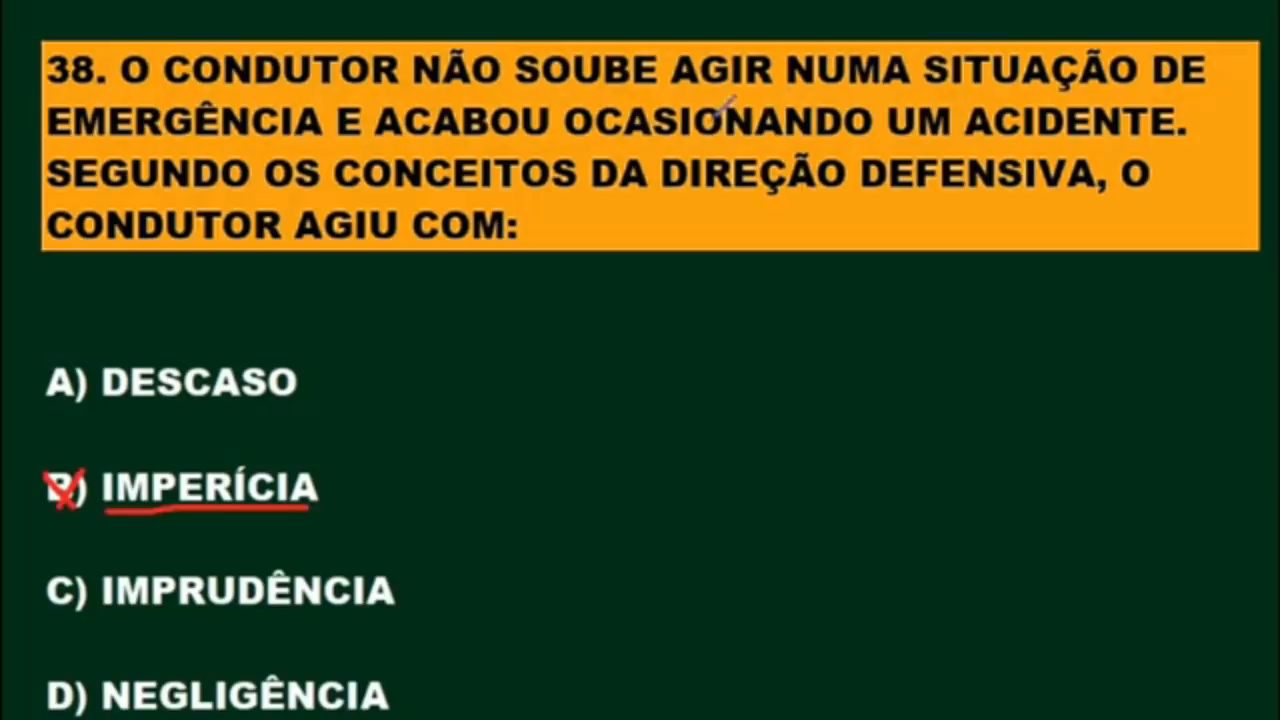 38. O CONDUTOR NÃO SOUBE AGIR NUMA SITUAÇÃO DE
EMERGÊNCIA E ACABOU OCASIONANDO UM ACIDENTE.
SEGUNDO OS CONCEITOS DA DIREÇÃO DEFENSIVA, O
CONDUTOR AGIU COM:
A) DESCASO
B) IMPERÍCIA
C) IMPRUDÊNCIA
D) NEGLIGÊNCIA